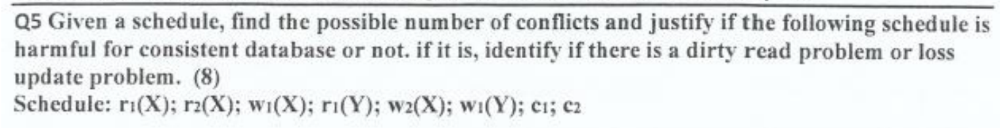 Q5 Given a schedule, find the possible number of conflicts and justify if the following schedule is
harmful for consistent database or not. if it is, identify if there is a dirty read problem or loss
update problem. (8)
Schedule: r1(X); r2(X); w1(X); r1(Y); w2(X); w1(Y); c1; c2